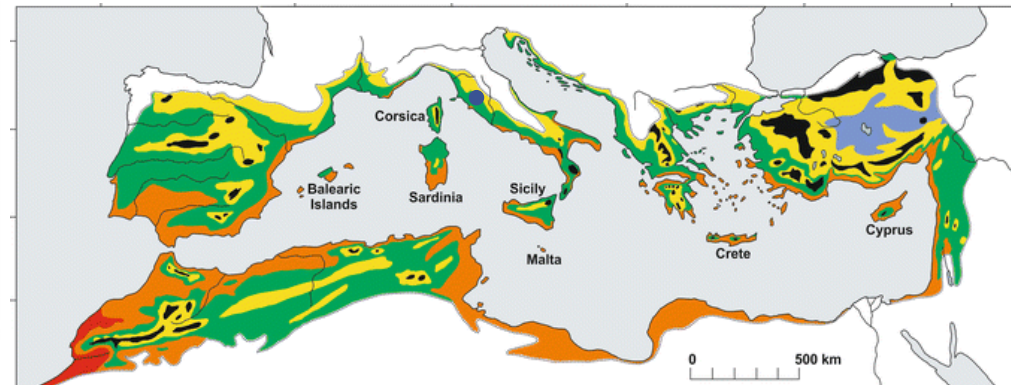 Corsica
Balearic
Islands
Sardinia
Sicily
Malta
Crete
Cyprus
0 500 km